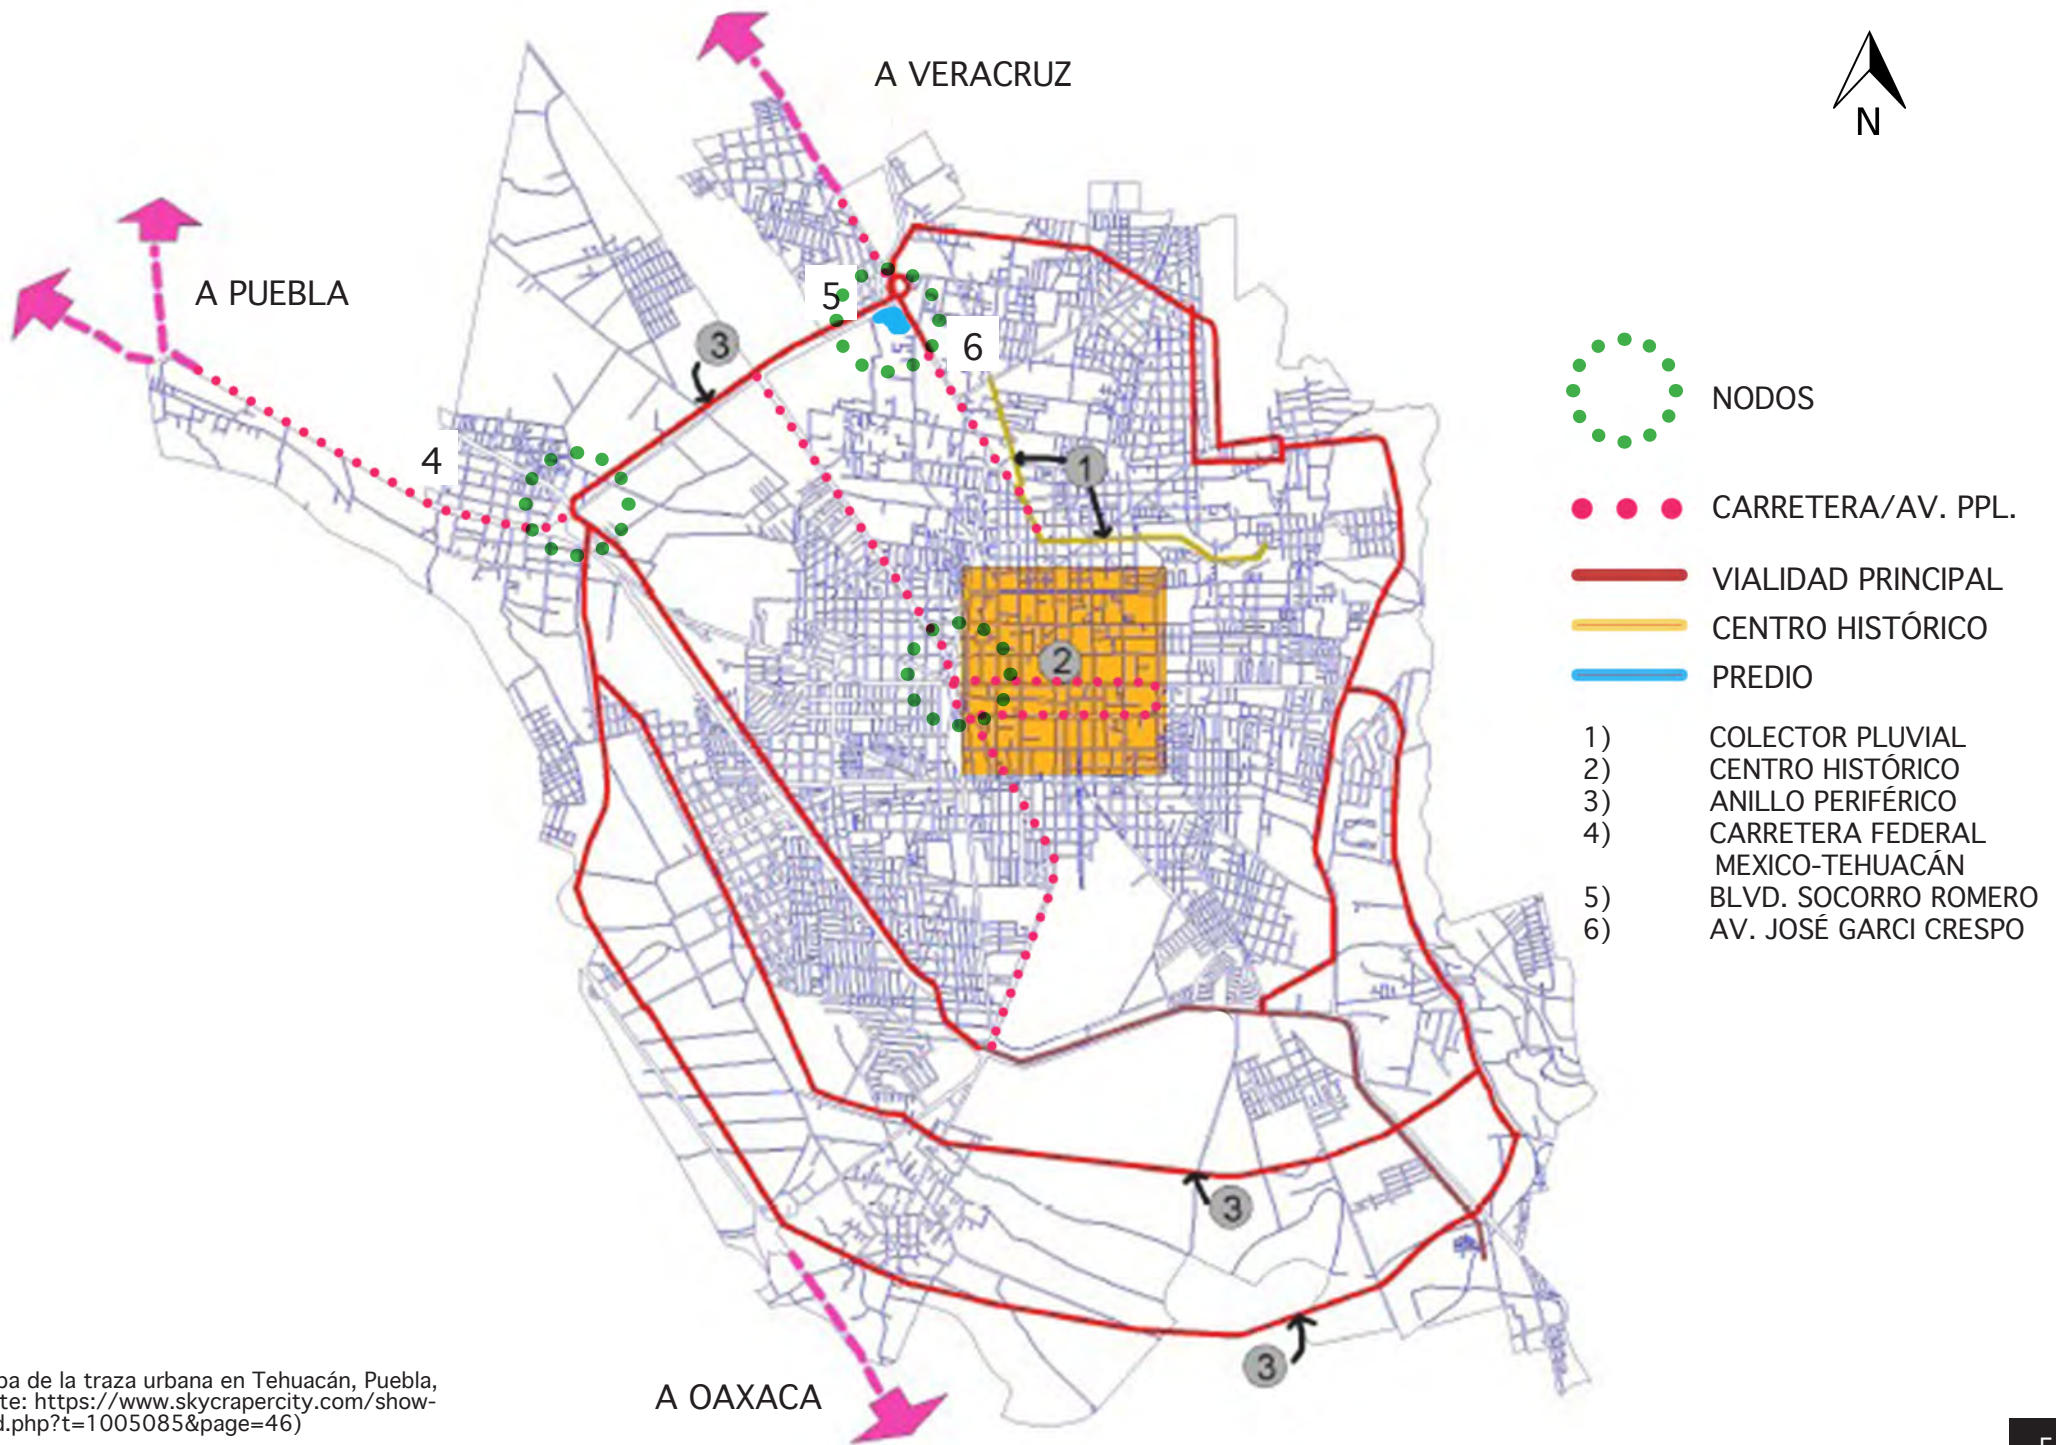 A VERACRUZ
N
A PUEBLA
5
6
3
4
1
2
3
3
A OAXACA
NODOS
CARRETERA/AV. PPL.
VIALIDAD PRINCIPAL
CENTRO HISTÓRICO
PREDIO
1) COLECTOR PLUVIAL
2) CENTRO HISTÓRICO
3) ANILLO PERIFÉRICO
4) CARRETERA FEDERAL
MEXICO-TEHUACÁN
5) BLVD. SOCORRO ROMERO
6) AV. JOSÉ GARCI CRESPO
pa de la traza urbana en Tehuacán, Puebla,
te: https://www.skycrapercity.com/show-
d.php?t=1005085&page=46)